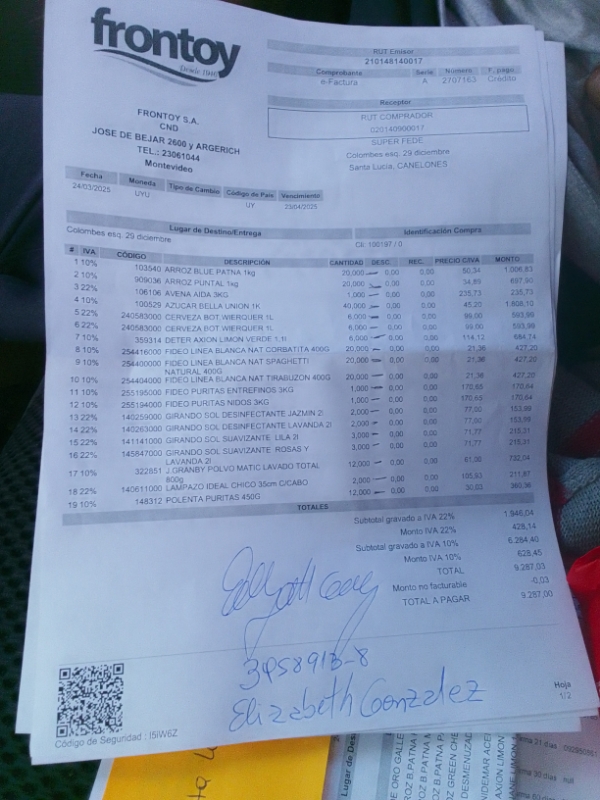 frontoy
Desde 1946
FRONTOY S.A.
CND
JOSE DE BEJAR 2600 y ARGERICH
TEL.: 23061044
Montevideo
RUT Emisor
210148140017
Comprobante Serie Número F. pago
e-Factura A 2707163 Crédito
Receptor
RUT COMPRADOR
020140900017
SUPER FEDE
Colombes esq. 29 diciembre
Santa Lucía, CANELONES
Fecha Moneda Tipo de Cambio Código de País Vencimiento
24/03/2025 UYU UY 23/04/2025
Lugar de Destino/Entrega Identificación Compra
Colombes esq. 29 diciembre Cli: 100197 / 0
# IVA CÓDIGO DESCRIPCIÓN CANTIDAD DESC. REC. PRECIO C/IVA MONTO
1 10% 103540 ARROZ BLUE PATNA 1kg 20,000 0,00 0,00 50,34 1.006,83
2 10% 909036 ARROZ PUNTAL 1kg 20,000 0,00 0,00 34,89 697,90
3 10% 106106 AVENA AIDA 3KG 1,000 0,00 0,00 235,73 235,73
4 10% 100529 AZUCAR BELLA UNION 1K 40,000 0,00 0,00 45,20 1.808,10
5 22% 240583000 CERVEZA BOT.WIERQUER 1L 6,000 0,00 0,00 99,00 593,99
6 22% 240583000 CERVEZA BOT.WIERQUER 1L 6,000 0,00 0,00 99,00 593,99
7 10% 359314 DETER AXION LIMON VERDE 1,1l 6,000 0,00 0,00 114,12 684,74
8 10% 254416000 FIDEO LINEA BLANCA NAT CORBATITA 400G 20,000 0,00 0,00 21,36 427,20
9 10% 254400000 FIDEO LINEA BLANCA NAT SPAGHETTI 20,000 0,00 0,00 21,36 427,20
NATURAL 400G
10 10% 254404000 FIDEO LINEA BLANCA NAT TIRABUZON 400G 20,000 0,00 0,00 21,36 427,20
11 10% 255195000 FIDEO PURITAS ENTREFINOS 3KG 1,000 0,00 0,00 170,65 170,64
12 10% 255194000 FIDEO PURITAS NIDOS 3KG 1,000 0,00 0,00 170,65 170,64
13 22% 140259000 GIRANDO SOL DESINFECTANTE JAZMIN 2l 2,000 0,00 0,00 77,00 153,99
14 22% 140263000 GIRANDO SOL DESINFECTANTE LAVANDA 2l 2,000 0,00 0,00 77,00 153,99
15 22% 141141000 GIRANDO SOL SUAVIZANTE LILA 2l 3,000 0,00 0,00 71,77 215,31
16 22% 145847000 GIRANDO SOL SUAVIZANTE ROSAS Y 3,000 0,00 0,00 71,77 215,31
LAVANDA 2l
17 10% 322851 J.GRANBY POLVO MATIC LAVADO TOTAL 12,000 0,00 0,00 61,00 732,04
800g
18 22% 140611000 LAMPAZO IDEAL CHICO 35cm C/CABO 2,000 0,00 0,00 105,93 211,87
19 10% 148312 POLENTA PURITAS 450G 12,000 0,00 0,00 30,03 360,36
TOTALES
Subtotal gravado a IVA 22% 1.946,04
Monto IVA 22% 428,14
Subtotal gravado a IVA 10% 6.284,40
Monto IVA 10% 628,45
TOTAL 9.287,03
Monto no facturable -0,03
TOTAL A PAGAR 9.287,00
3458913-8
Elizabeth Gonzalez
Código de Seguridad : I5IW6Z
Hoja
1/2
Lugar de Des